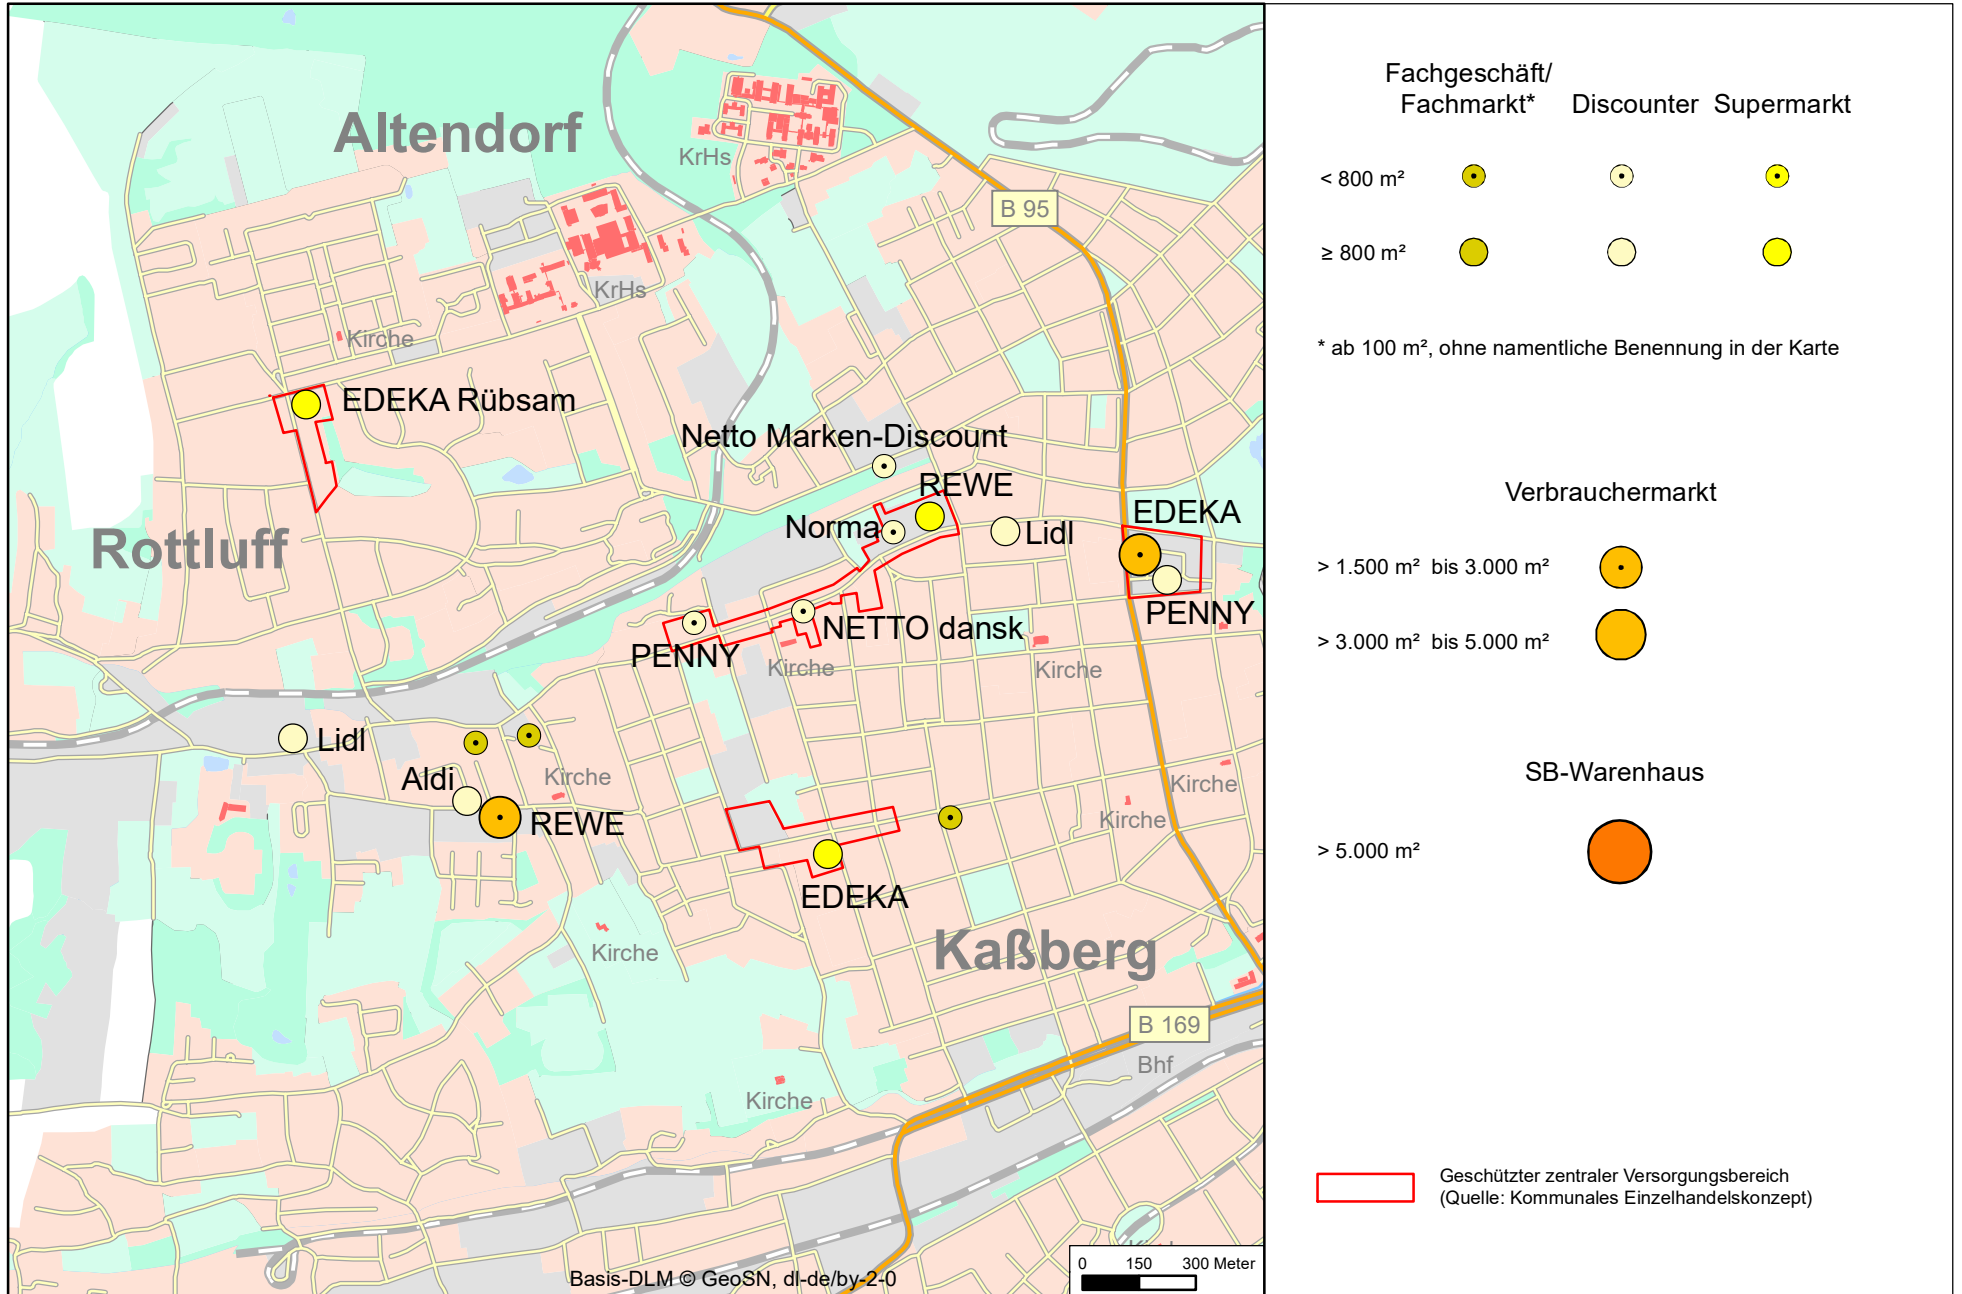 Altendorf
KrHs
B 95
KrHs
Kirche
EDEKA Rübsam
Netto Marken-Discount
REWE
EDEKA
Norma
Lidl
Rottluff
PENNY
NETTO dansk
PENNY
Kirche
Kirche
Lidl
Aldi
Kirche
Kirche
Kirche
REWE
EDEKA
Kirche
Kaßberg
B 169
Bhf
Kirche
Basis-DLM © GeoSN, dl-de/by-2-0
0 150 300 Meter
Fachgeschäft/
Fachmarkt* Discounter Supermarkt
< 800 m²
≥ 800 m²
* ab 100 m², ohne namentliche Benennung in der Karte
Verbrauchermarkt
> 1.500 m² bis 3.000 m²
> 3.000 m² bis 5.000 m²
SB-Warenhaus
> 5.000 m²
Geschützter zentraler Versorgungsbereich
(Quelle: Kommunales Einzelhandelskonzept)